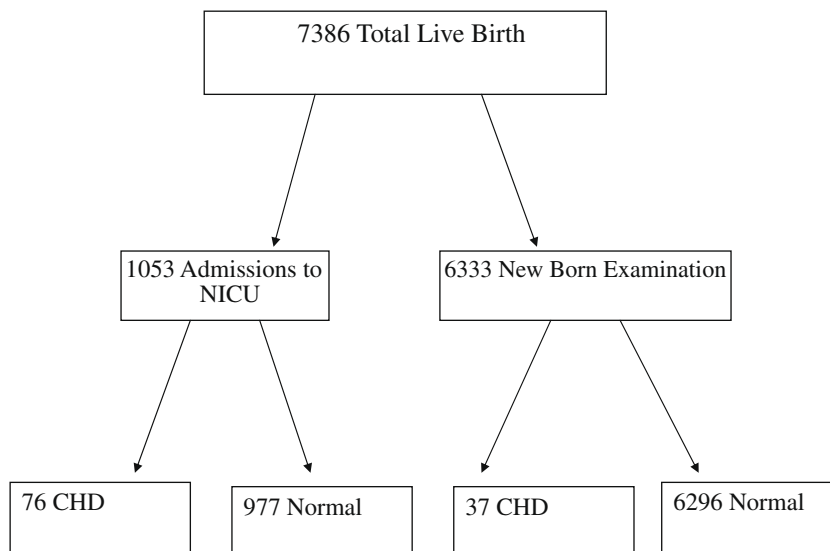 7386 Total Live Birth
1053 Admissions to
NICU
6333 New Born Examination
76 CHD
977 Normal
37 CHD
6296 Normal